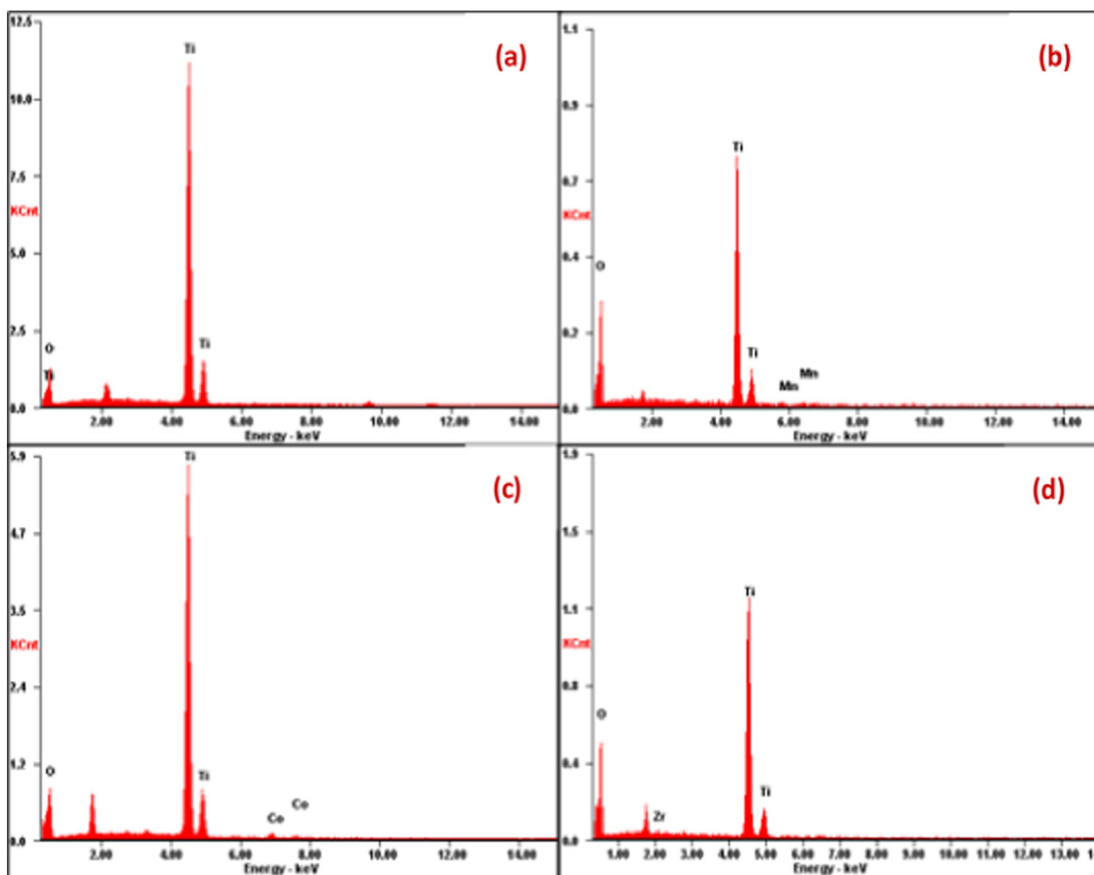 (a)
12.5
10.0
7.5
KCnt
5.0
2.5
0.0
Ti
O
Ti
Ti
2.00 4.00 6.00 8.00 10.00 12.00 14.00
Energy - keV
(b)
1.1
0.9
0.7
KCnt
0.4
0.2
0.0
Ti
O
Ti
Mn
Mn
2.00 4.00 6.00 8.00 10.00 12.00 14.00
Energy - keV
(c)
5.9
4.7
3.5
KCnt
2.4
1.2
0.0
Ti
O
Ti
Co
Co
2.00 4.00 6.00 8.00 10.00 12.00 14.00
Energy - keV
(d)
1.9
1.5
1.1
KCnt
0.8
0.4
0.0
Ti
O
Ti
Zr
1.00 2.00 3.00 4.00 5.00 6.00 7.00 8.00 9.00 10.00 11.00 12.00 13.00
Energy - keV